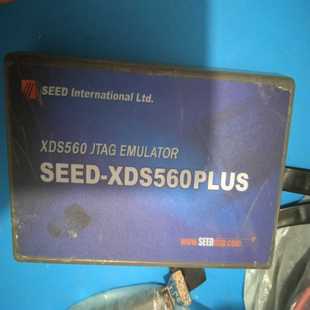 SEED International Ltd.
XDS560 JTAG EMULATOR
SEED-XDS560PLUS